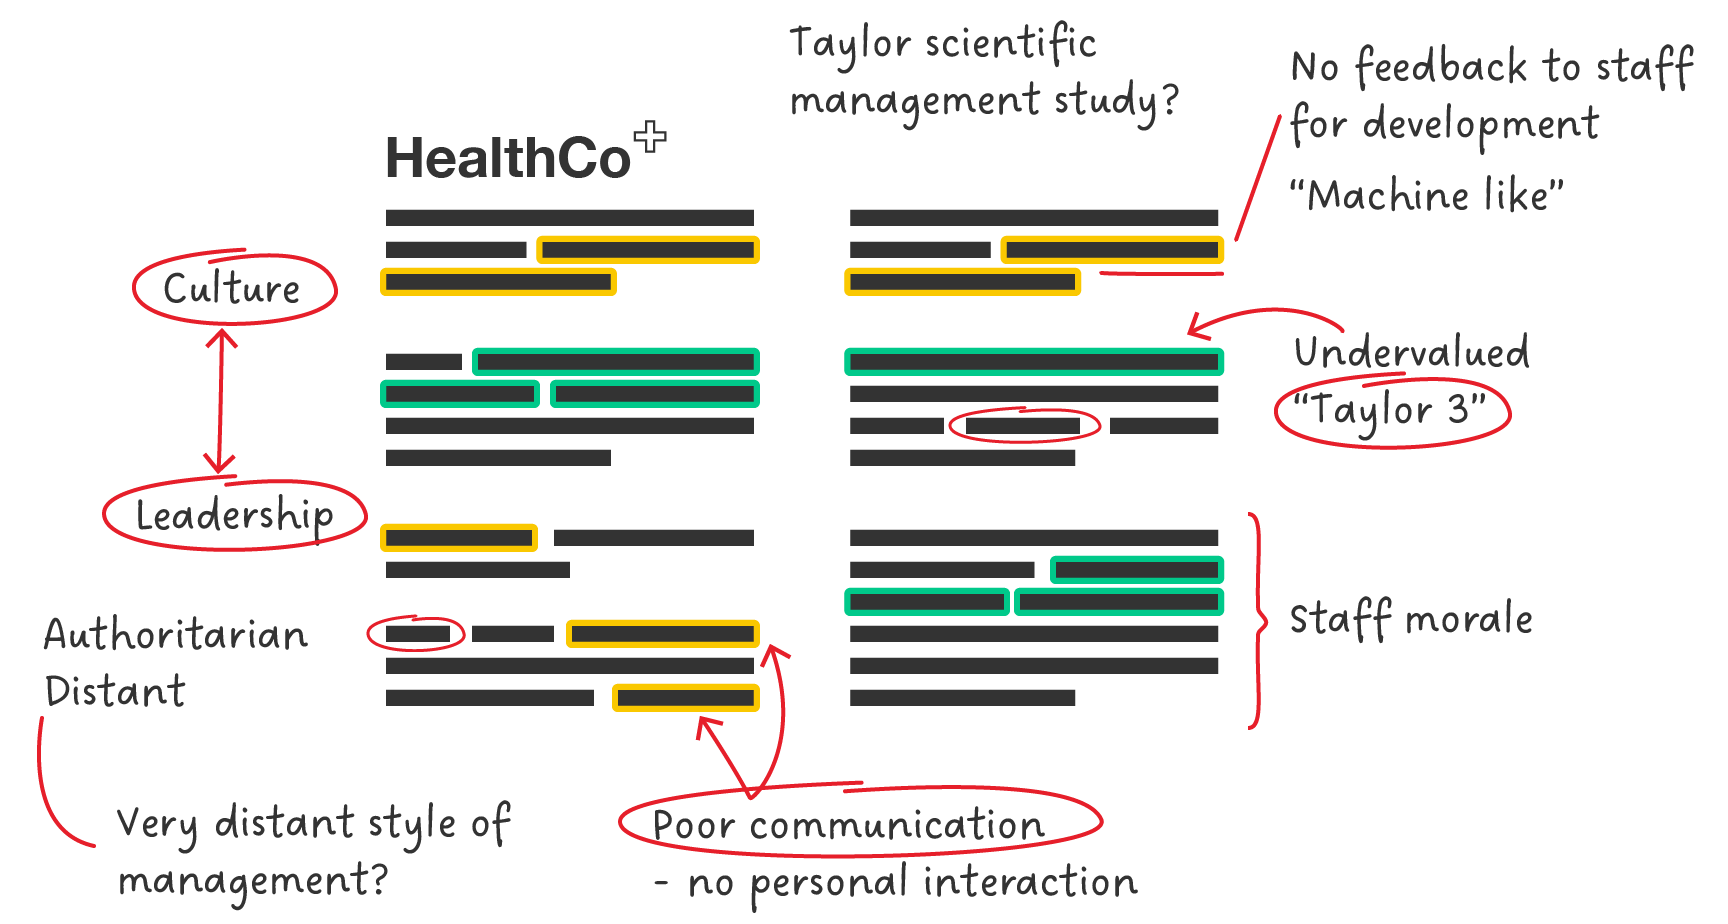 Taylor scientific
management study?
No feedback to staff
for development
“Machine like”
HealthCo+
Culture
Leadership
Undervalued
“Taylor 3”
Authoritarian
Distant
Staff morale
Very distant style of
management?
Poor communication
- no personal interaction